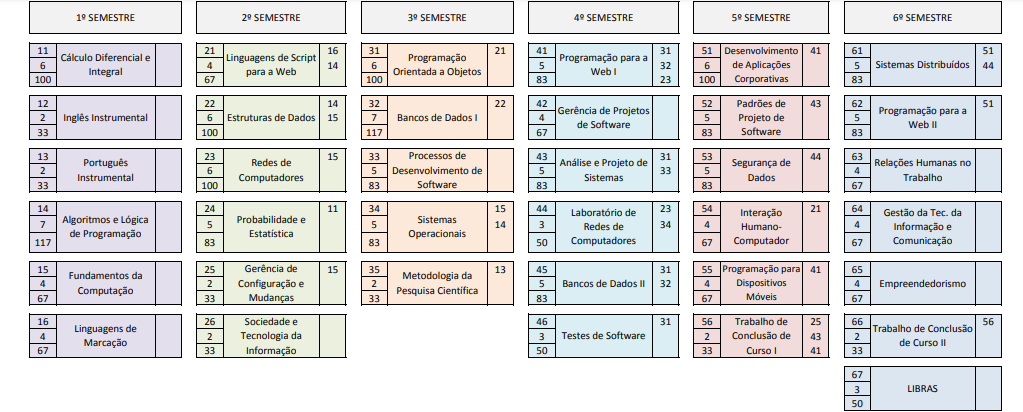 1º SEMESTRE
2º SEMESTRE
3º SEMESTRE
4º SEMESTRE
5º SEMESTRE
6º SEMESTRE
11
6
100
Cálculo Diferencial e
Integral
12
2
33
Inglês Instrumental
13
2
33
Português
Instrumental
14
7
117
Algoritmos e Lógica
de Programação
15
4
67
Fundamentos da
Computação
16
4
67
Linguagens de
Marcação
21
4
67
Linguagens de Script
para a Web
16
14
22
6
100
Estruturas de Dados
14
15
23
6
100
Redes de
Computadores
15
24
5
83
Probabilidade e
Estatística
11
25
2
33
Gerência de
Configuração e
Mudanças
15
26
2
33
Sociedade e
Tecnologia da
Informação
31
6
100
Programação
Orientada a Objetos
21
32
7
117
Bancos de Dados I
22
33
5
83
Processos de
Desenvolvimento de
Software
34
5
83
Sistemas
Operacionais
15
14
35
2
33
Metodologia da
Pesquisa Científica
13
41
5
83
Programação para a
Web I
31
32
23
42
4
67
Gerência de Projetos
de Software
43
5
83
Análise e Projeto de
Sistemas
31
33
44
3
50
Laboratório de
Redes de
Computadores
23
34
45
5
83
Bancos de Dados II
31
32
46
3
50
Testes de Software
31
51
6
100
Desenvolvimento
de Aplicações
Corporativas
41
52
5
83
Padrões de
Projeto de
Software
43
53
5
83
Segurança de
Dados
44
54
4
67
Interação
Humano-
Computador
21
55
4
67
Programação para
Dispositivos
Móveis
41
56
2
33
Trabalho de
Conclusão de
Curso I
25
43
41
61
5
83
Sistemas Distribuídos
51
44
62
5
83
Programação para a
Web II
51
63
4
67
Relações Humanas no
Trabalho
64
4
67
Gestão da Tec. da
Informação e
Comunicação
65
4
67
Empreendedorismo
66
2
33
Trabalho de Conclusão
de Curso II
56
67
3
50
LIBRAS